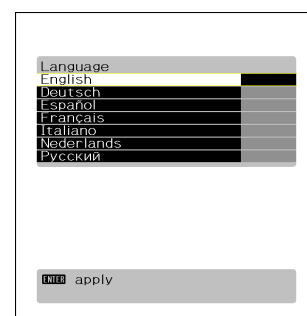 Language
English
Deutsch
Español
Français
Italiano
Nederlands
Русский
ENTER apply